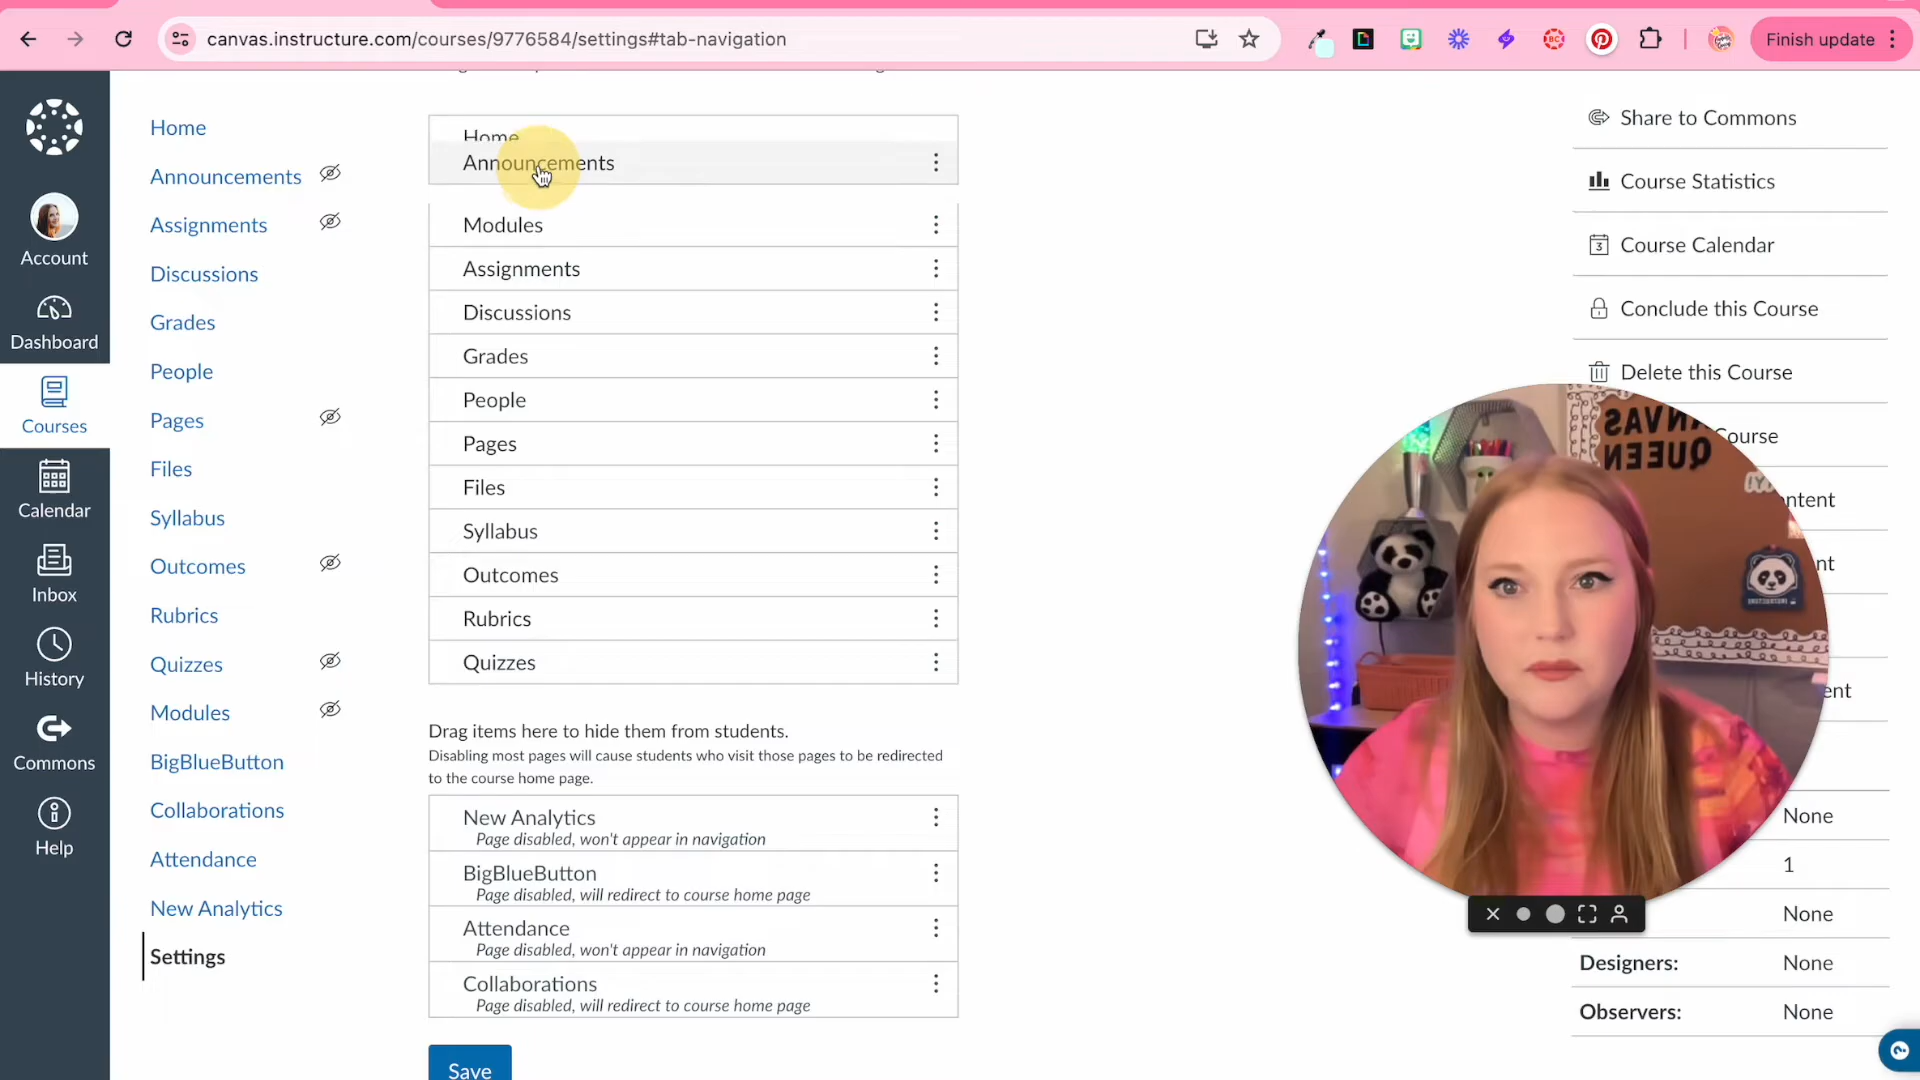 canvas.instructure.com/courses/9776584/settings#tab-navigation
Finish update
Account
Dashboard
Courses
Calendar
Inbox
History
Commons
Help
Home
Announcements
Assignments
Discussions
Grades
People
Pages
Files
Syllabus
Outcomes
Rubrics
Quizzes
Modules
BigBlueButton
Collaborations
Attendance
New Analytics
Settings
Home
Announcements
Modules
Assignments
Discussions
Grades
People
Pages
Files
Syllabus
Outcomes
Rubrics
Quizzes
Drag items here to hide them from students.
Disabling most pages will cause students who visit those pages to be redirected
to the course home page.
New Analytics
Page disabled, won't appear in navigation
BigBlueButton
Page disabled, will redirect to course home page
Attendance
Page disabled, won't appear in navigation
Collaborations
Page disabled, will redirect to course home page
Save
Share to Commons
Course Statistics
3
Course Calendar
Conclude this Course
Delete this Course
Course
CANVAS
QUEEN
None
1
None
Designers: None
Observers: None